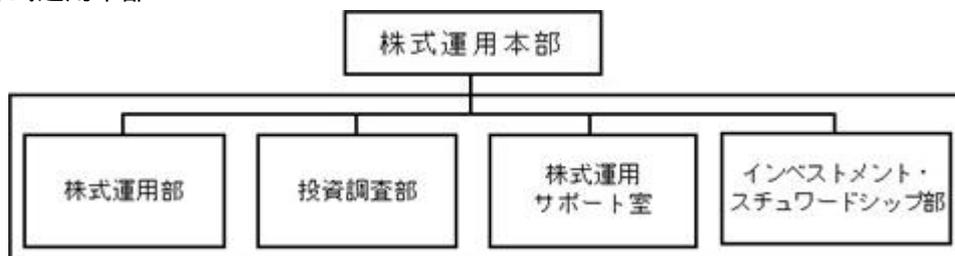 株式運用本部
株式運用部
投資調査部
株式運用
サポート室
インベストメント・
スチュワードシップ部